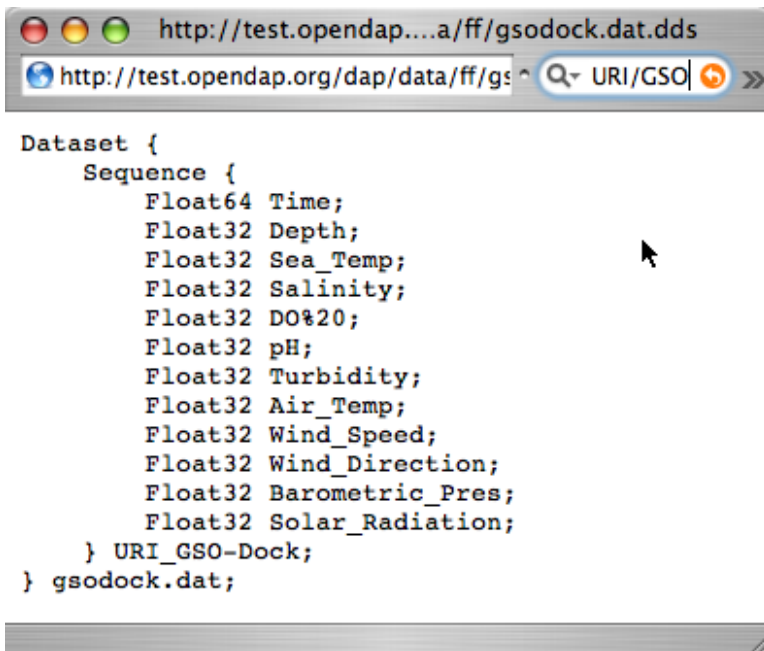 http://test.opendap....a/ff/gsodock.dat.dds
http://test.opendap.org/dap/data/ff/gs URI/GSO
Dataset {
    Sequence {
        Float64 Time;
        Float32 Depth;
        Float32 Sea_Temp;
        Float32 Salinity;
        Float32 DO%20;
        Float32 pH;
        Float32 Turbidity;
        Float32 Air_Temp;
        Float32 Wind_Speed;
        Float32 Wind_Direction;
        Float32 Barometric_Pres;
        Float32 Solar_Radiation;
    } URI_GSO-Dock;
} gsodock.dat;